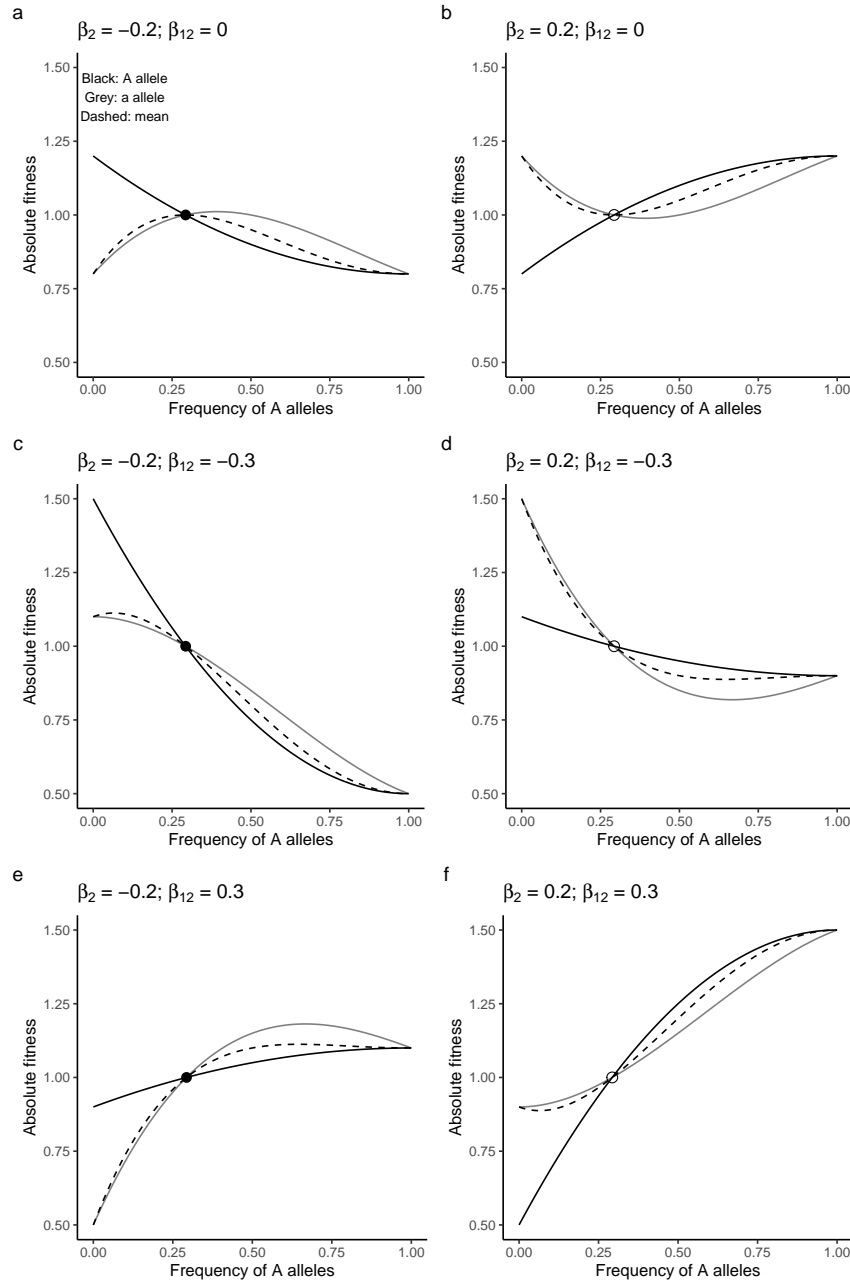 a
β2 = −0.2; β12 = 0
1.50
1.25
1.00
0.75
0.50
Absolute fitness
Black: A allele
Grey: a allele
Dashed: mean
0.00 0.25 0.50 0.75 1.00
Frequency of A alleles
b
β2 = 0.2; β12 = 0
1.50
1.25
1.00
0.75
0.50
Absolute fitness
0.00 0.25 0.50 0.75 1.00
Frequency of A alleles
c
β2 = −0.2; β12 = −0.3
1.50
1.25
1.00
0.75
0.50
Absolute fitness
0.00 0.25 0.50 0.75 1.00
Frequency of A alleles
d
β2 = 0.2; β12 = −0.3
1.50
1.25
1.00
0.75
0.50
Absolute fitness
0.00 0.25 0.50 0.75 1.00
Frequency of A alleles
e
β2 = −0.2; β12 = 0.3
1.50
1.25
1.00
0.75
0.50
Absolute fitness
0.00 0.25 0.50 0.75 1.00
Frequency of A alleles
f
β2 = 0.2; β12 = 0.3
1.50
1.25
1.00
0.75
0.50
Absolute fitness
0.00 0.25 0.50 0.75 1.00
Frequency of A alleles